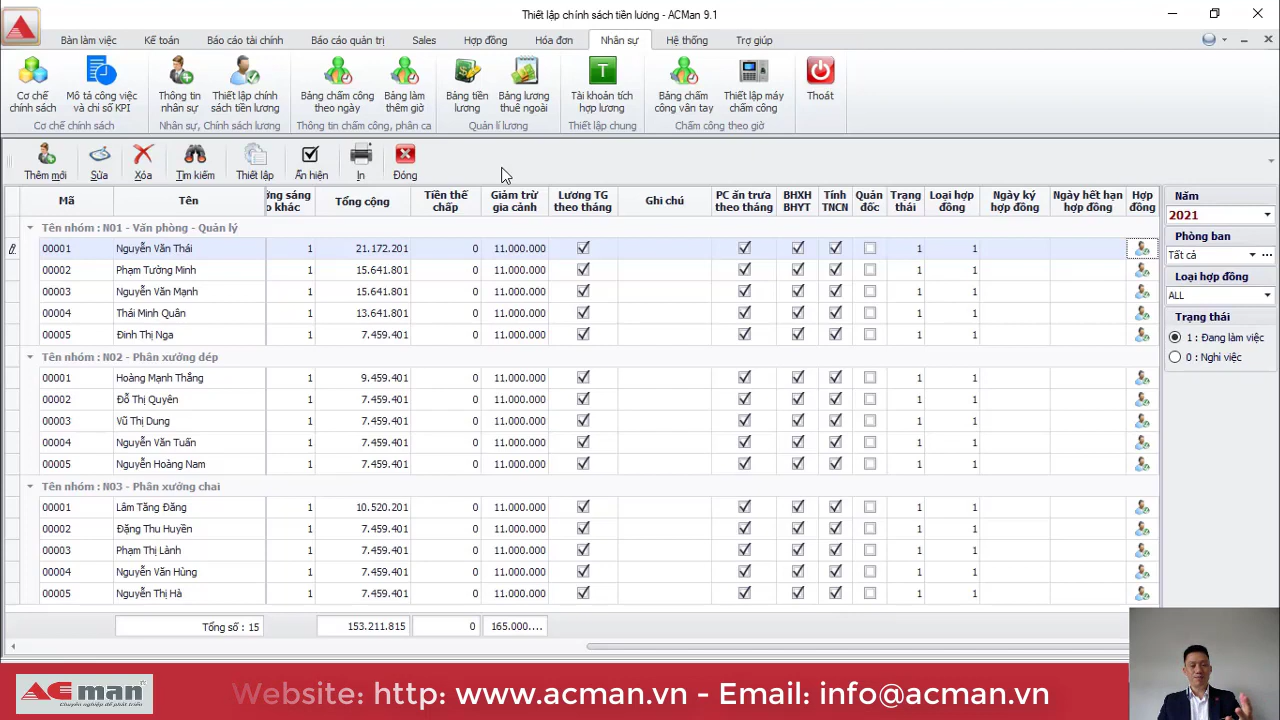 Thiết lập chính sách tiền lương - ACMan 9.1
Bàn làm việc Kế toán Báo cáo tài chính Báo cáo quản trị Sales Hợp đồng Hóa đơn Nhân sự Hệ thống Trợ giúp
Cơ chế chính sách
Mô tả công việc và chỉ số KPI
Thông tin nhân sự
Thiết lập chính sách tiền lương
Bảng chấm công theo ngày
Bảng làm thêm giờ
Bảng tiền lương
Bảng lương thuê ngoài
T
Tài khoản tích hợp lương
Bảng chấm công vân tay
Thiết lập máy chấm công
Thoát
Cơ chế chính sách Nhân sự, Chính sách lương Thông tin chấm công, phân ca Quản lí lương Thiết lập chung Chấm công theo giờ
Thêm mới Sửa Xóa Tìm kiếm Thiết lập Ẩn hiện In Đóng
Mã Tên ng sáng o khác Tổng cộng Tiền thế chấp Giảm trừ gia cảnh Lương TG theo tháng Ghi chú PC ăn trưa theo tháng BHXH BHYT Tính TNCN Quản đốc Trạng thái Loại hợp đồng Ngày ký hợp đồng Ngày hết hạn hợp đồng Hợp đồng
Tên nhóm : N01 - Văn phòng - Quản lý
00001 Nguyễn Văn Thái 1 21.172.201 0 11.000.000 1 1
00002 Phạm Tường Minh 1 15.641.801 0 11.000.000 1 1
00003 Nguyễn Văn Mạnh 1 15.641.801 0 11.000.000 1 1
00004 Thái Minh Quân 1 13.641.801 0 11.000.000 1 1
00005 Đinh Thị Nga 1 7.459.401 0 11.000.000 1 1
Tên nhóm : N02 - Phân xưởng dép
00001 Hoàng Mạnh Thắng 1 9.459.401 0 11.000.000 1 1
00002 Đỗ Thị Quyên 1 7.459.401 0 11.000.000 1 1
00003 Vũ Thị Dung 1 7.459.401 0 11.000.000 1 1
00004 Nguyễn Văn Tuấn 1 7.459.401 0 11.000.000 1 1
00005 Nguyễn Hoàng Nam 1 7.459.401 0 11.000.000 1 1
Tên nhóm : N03 - Phân xưởng chai
00001 Lâm Tăng Đăng 1 10.520.201 0 11.000.000 1 1
00002 Đặng Thu Huyền 1 7.459.401 0 11.000.000 1 1
00003 Phạm Thị Lành 1 7.459.401 0 11.000.000 1 1
00004 Nguyễn Văn Hùng 1 7.459.401 0 11.000.000 1 1
00005 Nguyễn Thị Hà 1 7.459.401 0 11.000.000 1 1
Tổng số : 15 153.211.815 0 165.000....
Năm
2021
Phòng ban
Tất cả
Loại hợp đồng
ALL
Trạng thái
1 : Đang làm việc
0 : Nghỉ việc
ACman
Chuyên nghiệp để phát triển
Website: http: www.acman.vn - Email: info@acman.vn